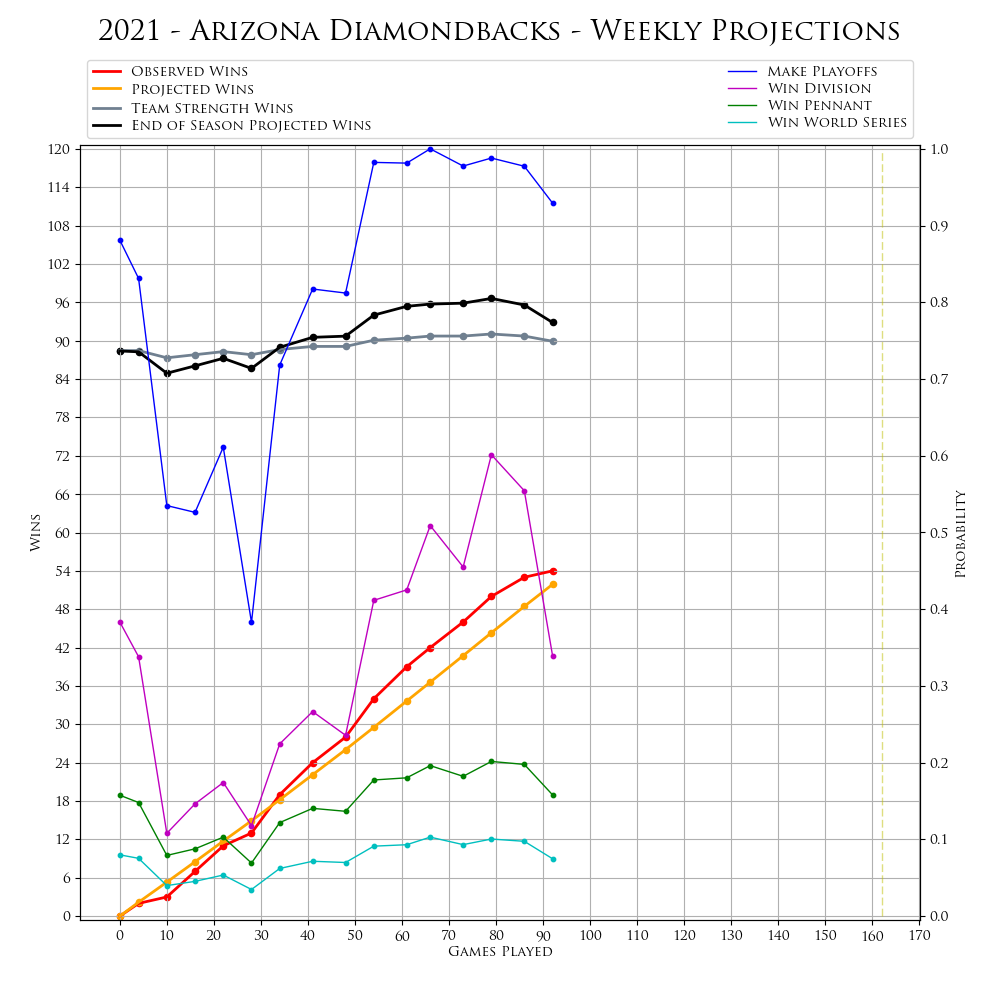 2021 - Arizona Diamondbacks - Weekly Projections
Observed Wins
Projected Wins
Team Strength Wins
End of Season Projected Wins
Make Playoffs
Win Division
Win Pennant
Win World Series
120
114
108
102
96
90
84
78
72
66
60
54
48
42
36
30
24
18
12
6
0
Wins
1.0
0.9
0.8
0.7
0.6
0.5
0.4
0.3
0.2
0.1
0.0
Probability
0 10 20 30 40 50 60 70 80 90 100 110 120 130 140 150 160 170
Games Played